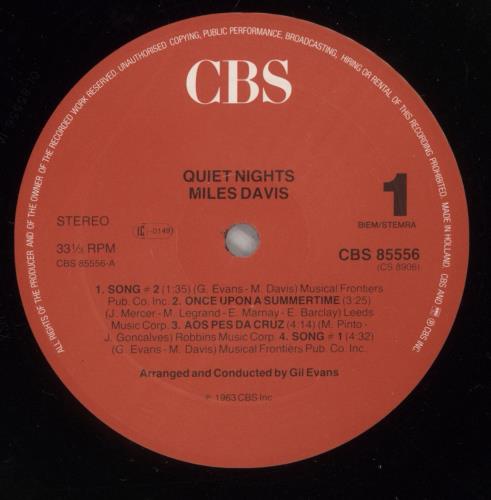 CBS
QUIET NIGHTS
MILES DAVIS
1
STEREO
BIEM/STEMRA
33⅓ RPM
CBS 85556
CBS 85556-A
(CS 8906)
1. SONG # 2 (1:35) (G. Evans - M. Davis) Musical Frontiers
Pub. Co. Inc. 2. ONCE UPON A SUMMERTIME (3:25)
(J. Mercer - M. Legrand - E. Marnay - E. Barclay) Leeds
Music Corp. 3. AOS PES DA CRUZ (4:14) (M. Pinto -
J. Goncalves) Robbins Music Corp. 4. SONG # 1 (4:32)
(G. Evans - M. Davis) Musical Frontiers Pub. Co. Inc.
Arranged and Conducted by Gil Evans
℗ 1963 CBS Inc
ALL RIGHTS OF THE PRODUCER AND OF THE OWNER OF THE RECORDED WORK RESERVED. UNAUTHORISED COPYING, PUBLIC PERFORMANCE, BROADCASTING, HIRING OR RENTAL OF THIS RECORDING PROHIBITED. MADE IN HOLLAND. CBS AND ® CBS INC.